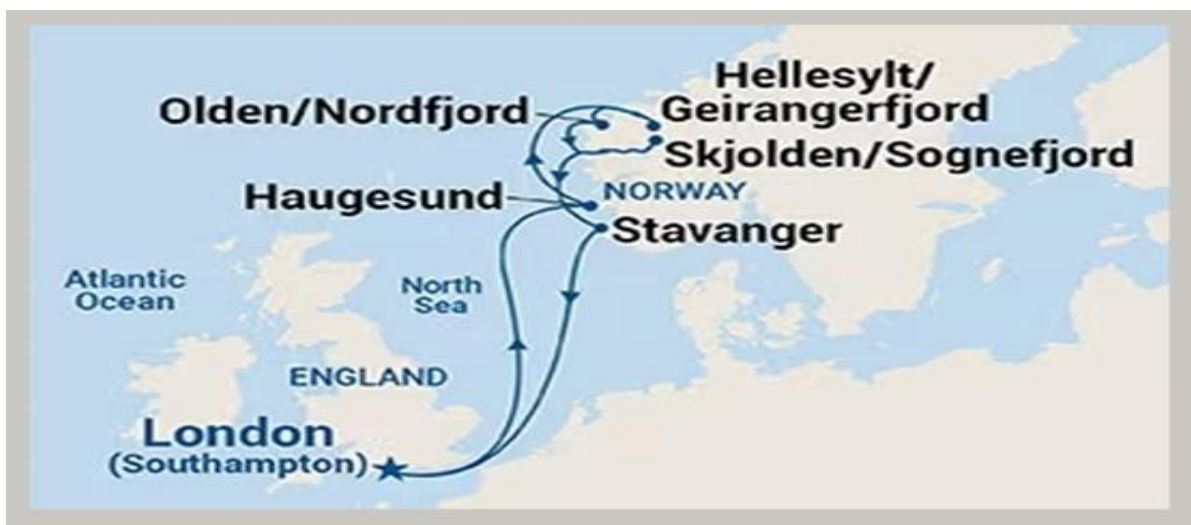 Hellesylt/
Geirangerfjord
Olden/Nordfjord
Skjolden/Sognefjord
Haugesund
NORWAY
Stavanger
Atlantic
Ocean
North
Sea
ENGLAND
London
(Southampton)